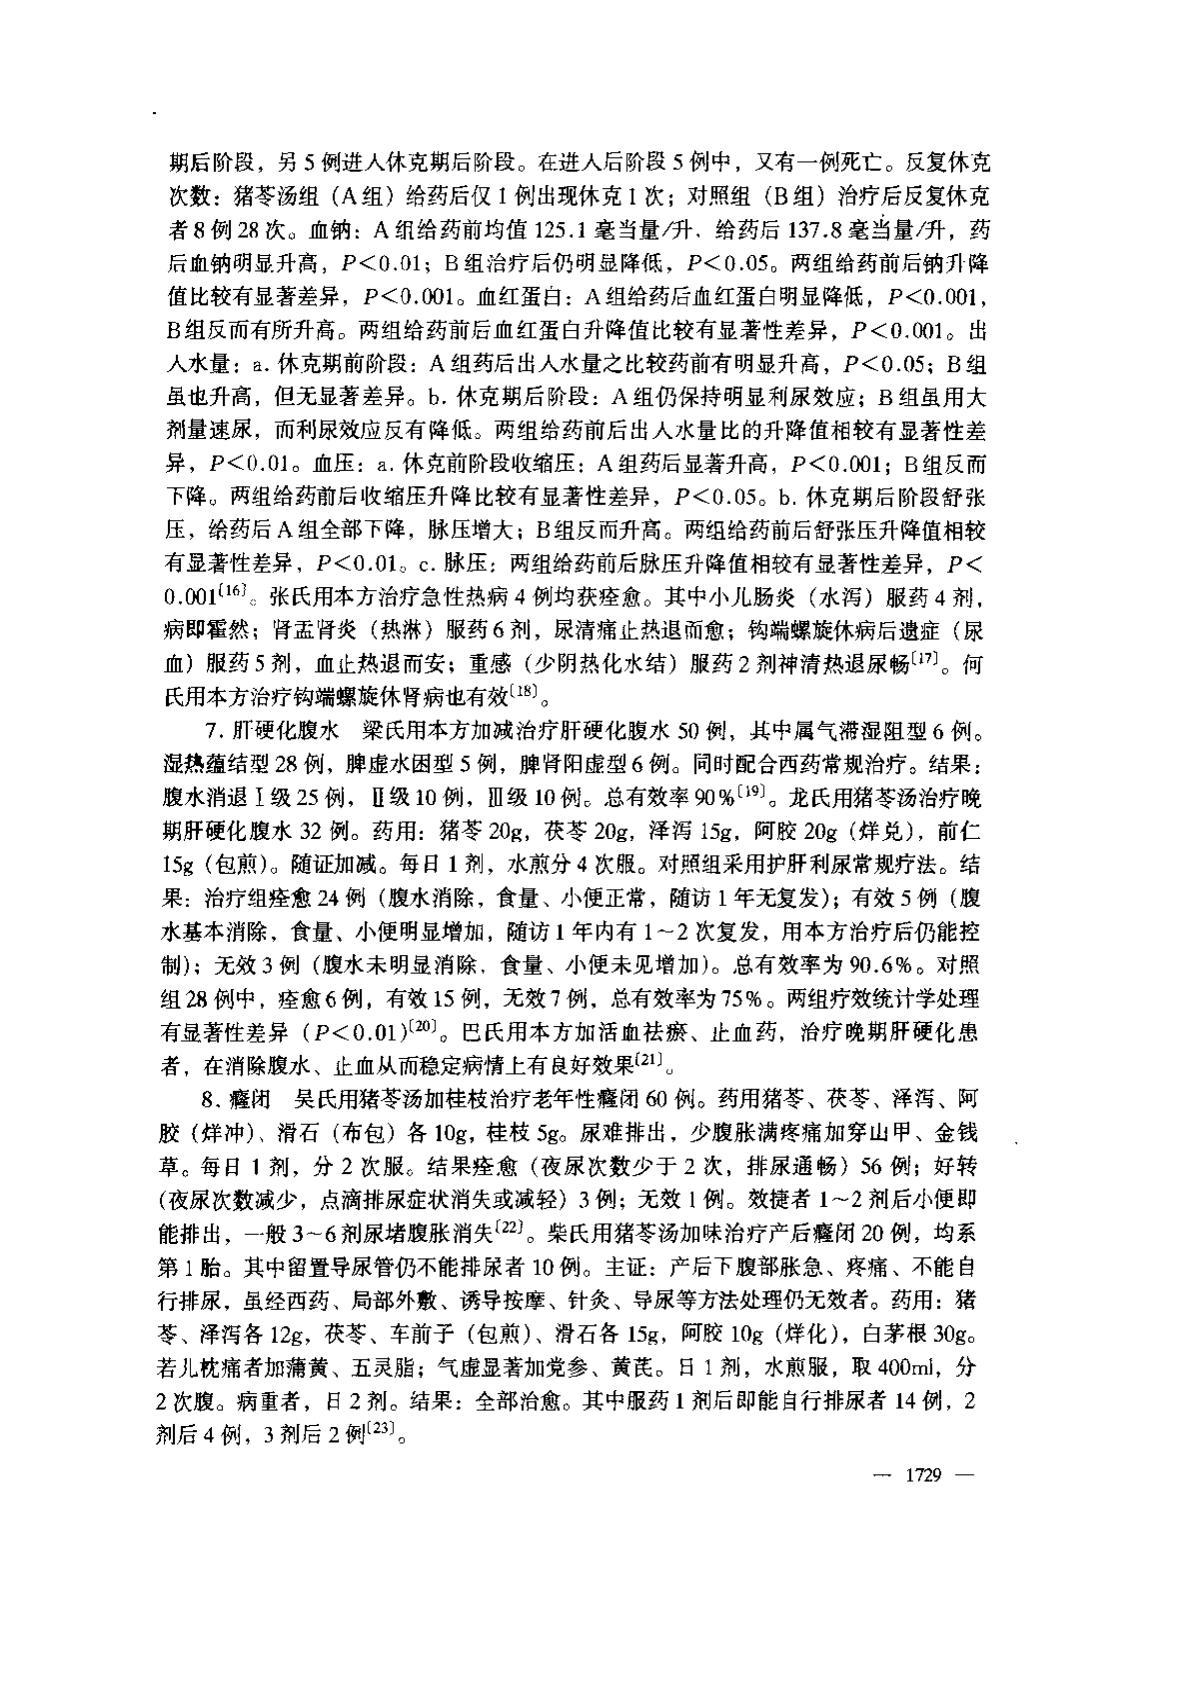 期后阶段，另5例进人休克期后阶段。在进人后阶段5例中，又有一例死亡。反复休克
次数：猪苓汤组（A组）给药后仅1例出现休克1次；对照组（B组）治疗后反复休克
者8例28次。血钠：A组给药前均值125.1毫当量/升、给药后137.8毫当量/升，药
后血钠明显升高，P<0.01；B组治疗后仍明显降低，P<0.05。两组给药前后钠升降
值比较有显著差异，P<0.001。血红蛋白：A组给药后血红蛋白明显降低，P<0.001，
B组反而有所升高。两组给药前后血红蛋白升降值比较有显著性差异，P<0.001。出
人水量：a. 休克期前阶段：A组药后出人水量之比较药前有明显升高，P<0.05；B组
虽也升高，但无显著差异。b. 休克期后阶段：A组仍保持明显利尿效应；B组虽用大
剂量速尿，而利尿效应反有降低。两组给药前后出人水量比的升降值相较有显著性差
异，P<0.01。血压：a. 休克前阶段收缩压：A组药后显著升高，P<0.001；B组反而
下降。两组给药前后收缩压升降比较有显著性差异，P<0.05。b. 休克期后阶段舒张
压，给药后A组全部下降，脉压增大；B组反而升高。两组给药前后舒张压升降值相较
有显著性差异，P<0.01。c. 脉压：两组给药前后脉压升降值相较有显著性差异，P<
0.001〔16〕。张氏用本方治疗急性热病4例均获痊愈。其中小儿肠炎（水泻）服药4剂，
病即霍然；肾盂肾炎（热淋）服药6剂，尿清痛止热退而愈；钩端螺旋休病后遗症（尿
血）服药5剂，血止热退而安；重感（少阴热化水结）服药2剂神清热退尿畅〔17〕。何
氏用本方治疗钩端螺旋休肾病也有效〔18〕。
7. 肝硬化腹水　梁氏用本方加减治疗肝硬化腹水50例，其中属气滞湿阻型6例。
湿热蕴结型28例，脾虚水困型5例，脾肾阳虚型6例。同时配合西药常规治疗。结果：
腹水消退Ⅰ级25例，Ⅱ级10例，Ⅲ级10例。总有效率90%〔19〕。龙氏用猪苓汤治疗晚
期肝硬化腹水32例。药用：猪苓20g，茯苓20g，泽泻15g，阿胶20g（烊兑），前仁
15g（包煎）。随证加减。每日1剂，水煎分4次服。对照组采用护肝利尿常规疗法。结
果：治疗组痊愈24例（腹水消除，食量、小便正常，随访1年无复发）；有效5例（腹
水基本消除，食量、小便明显增加，随访1年内有1~2次复发，用本方治疗后仍能控
制）；无效3例（腹水未明显消除，食量、小便未见增加）。总有效率为90.6%。对照
组28例中，痊愈6例，有效15例，无效7例，总有效率为75%。两组疗效统计学处理
有显著性差异（P<0.01）〔20〕。巴氏用本方加活血祛瘀、止血药，治疗晚期肝硬化患
者，在消除腹水、止血从而稳定病情上有良好效果〔21〕。
8. 癃闭　吴氏用猪苓汤加桂枝治疗老年性癃闭60例。药用猪苓、茯苓、泽泻、阿
胶（烊冲）、滑石（布包）各10g，桂枝5g。尿难排出，少腹胀满疼痛加穿山甲、金钱
草。每日1剂，分2次服。结果痊愈（夜尿次数少于2次，排尿通畅）56例；好转
（夜尿次数减少，点滴排尿症状消失或减轻）3例；无效1例。效捷者1~2剂后小便即
能排出，一般3~6剂尿堵腹胀消失〔22〕。柴氏用猪苓汤加味治疗产后癃闭20例，均系
第1胎。其中留置导尿管仍不能排尿者10例。主证：产后下腹部胀急、疼痛、不能自
行排尿，虽经西药、局部外敷、诱导按摩、针灸、导尿等方法处理仍无效者。药用：猪
苓、泽泻各12g，茯苓、车前子（包煎）、滑石各15g，阿胶10g（烊化），白茅根30g。
若儿枕痛者加蒲黄、五灵脂；气虚显著加党参、黄芪。日1剂，水煎服，取400ml，分
2次腹。病重者，日2剂。结果：全部治愈。其中服药1剂后即能自行排尿者14例，2
剂后4例，3剂后2例〔23〕。
— 1729 —